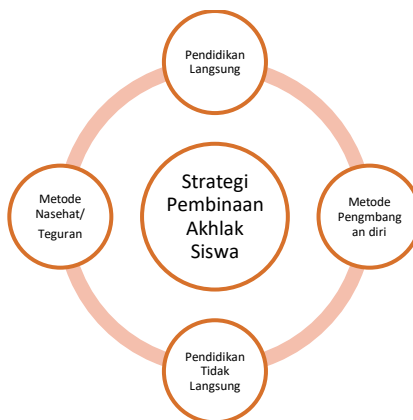 Pendidikan
Langsung
Metode
Nasehat/
Teguran
Strategi
Pembinaan
Akhlak
Siswa
Metode
Pengmbang
an diri
Pendidikan
Tidak
Langsung